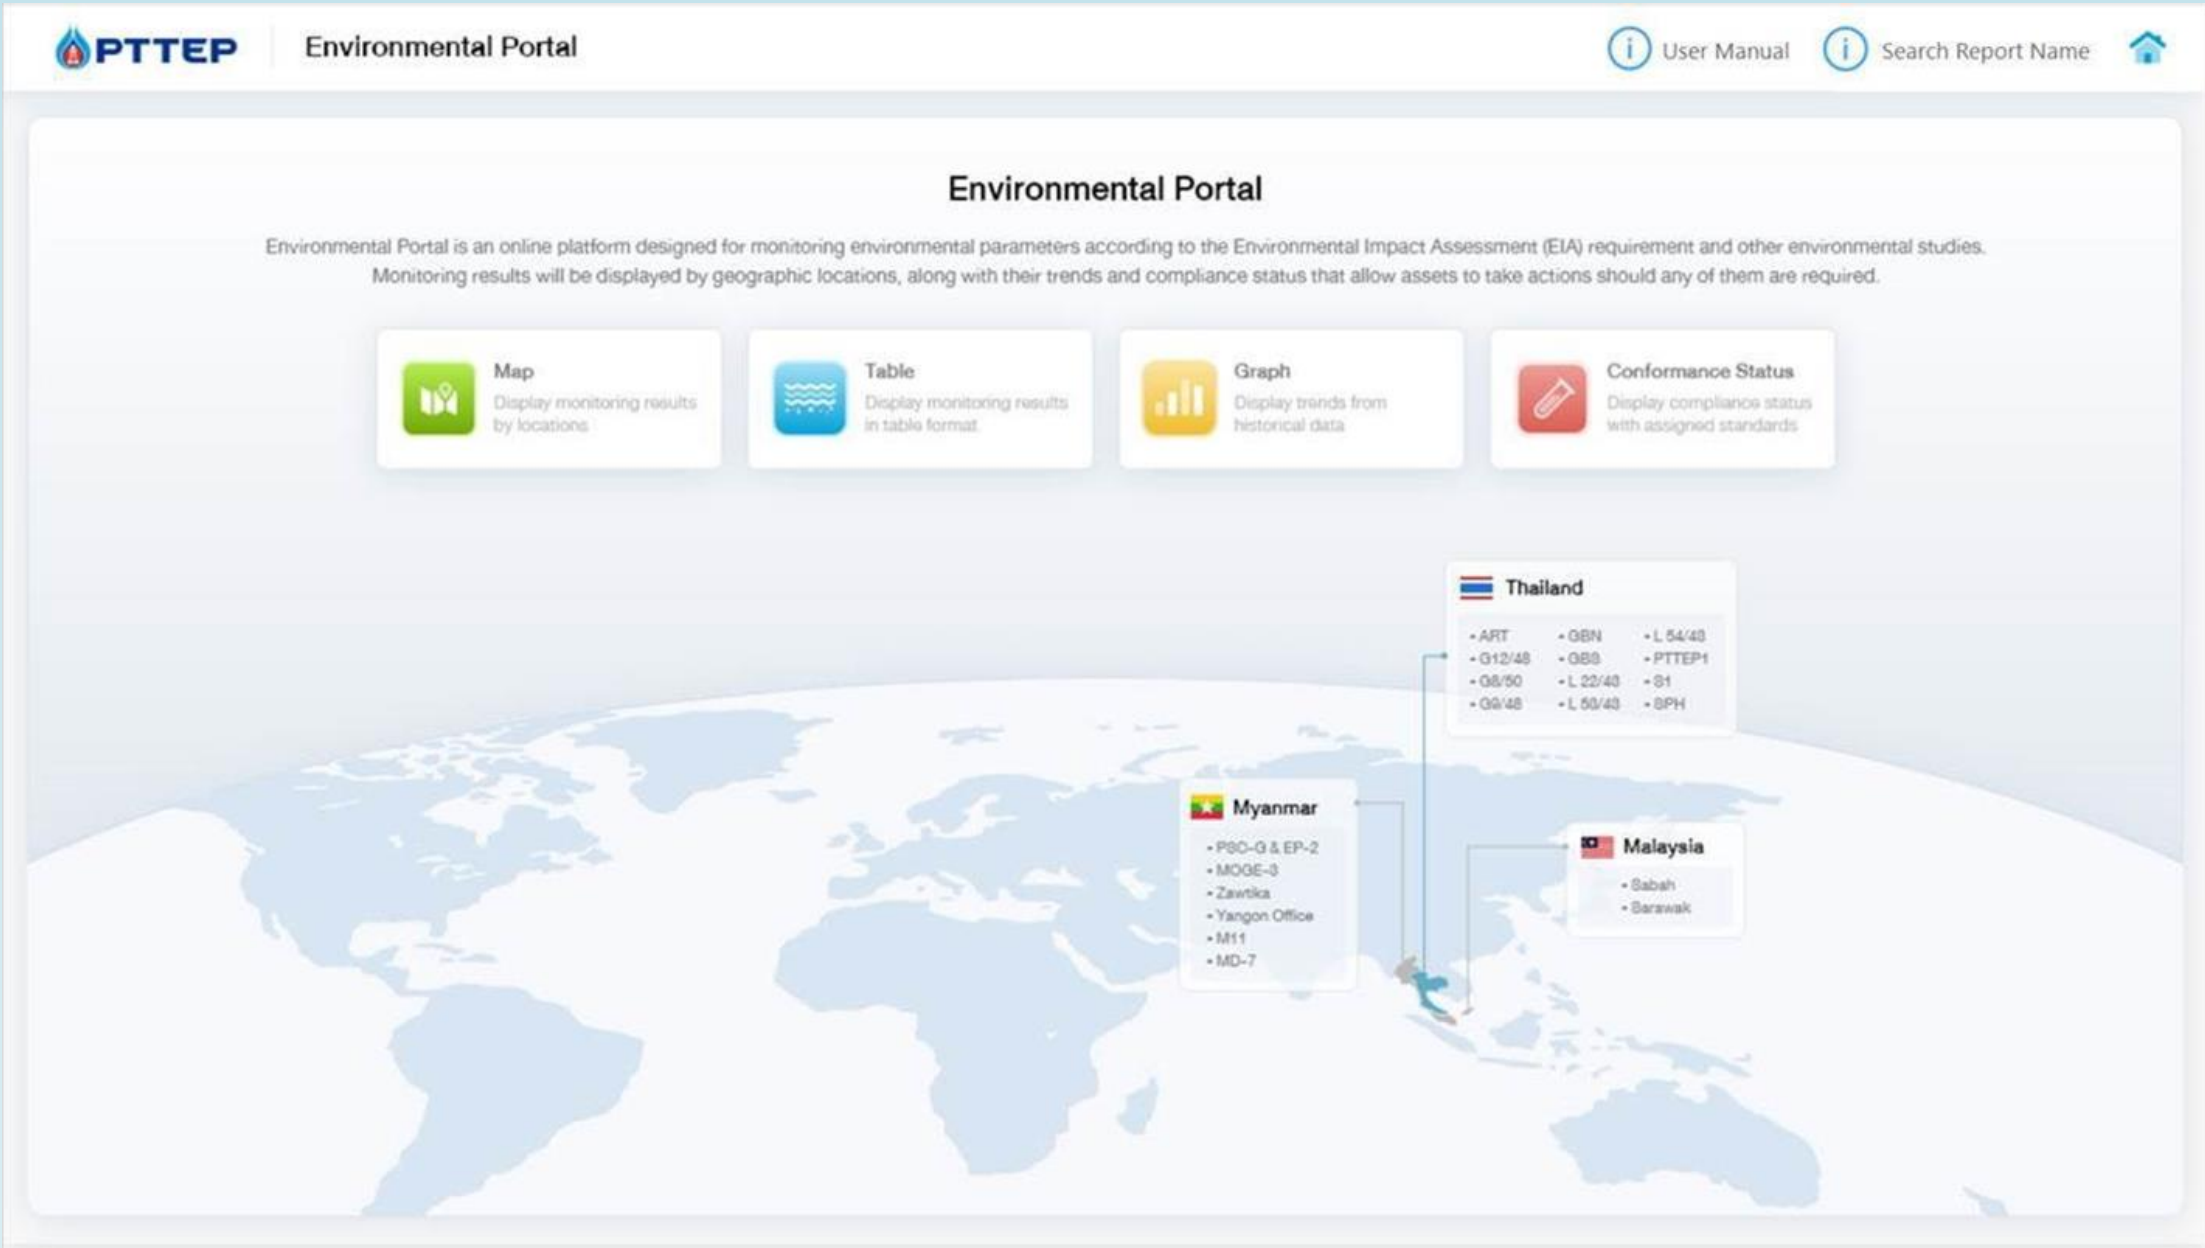 PTTEP
Environmental Portal
User Manual
Search Report Name
Environmental Portal
Environmental Portal is an online platform designed for monitoring environmental parameters according to the Environmental Impact Assessment (EIA) requirement and other environmental studies.
Monitoring results will be displayed by geographic locations, along with their trends and compliance status that allow assets to take actions should any of them are required.
Map
Display monitoring results
by locations
Table
Display monitoring results
in table format
Graph
Display trends from
historical data
Conformance Status
Display compliance status
with assigned standards
Thailand
• ART
• G12/48
• G8/50
• G9/48
• GBN
• GBS
• L 22/43
• L 53/43
• L 54/43
• PTTEP1
• S1
• SPH
Myanmar
• PSC-G & EP-2
• MOGE-3
• Zawtika
• Yangon Office
• M11
• MD-7
Malaysia
• Sabah
• Sarawak